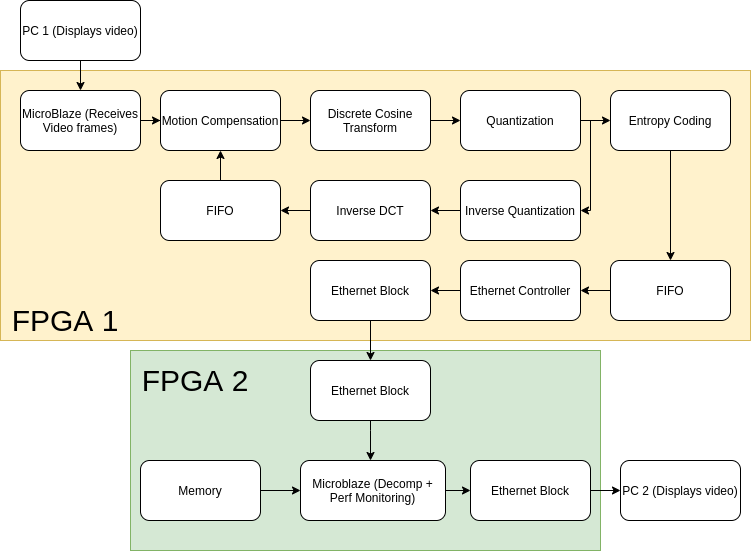 PC 1 (Displays video)
MicroBlaze (Receives
Video frames)
Motion Compensation
Discrete Cosine
Transform
Quantization
Entropy Coding
FIFO
Inverse DCT
Inverse Quantization
Ethernet Block
Ethernet Controller
FIFO
FPGA 1
FPGA 2
Ethernet Block
Memory
Microblaze (Decomp +
Perf Monitoring)
Ethernet Block
PC 2 (Displays video)